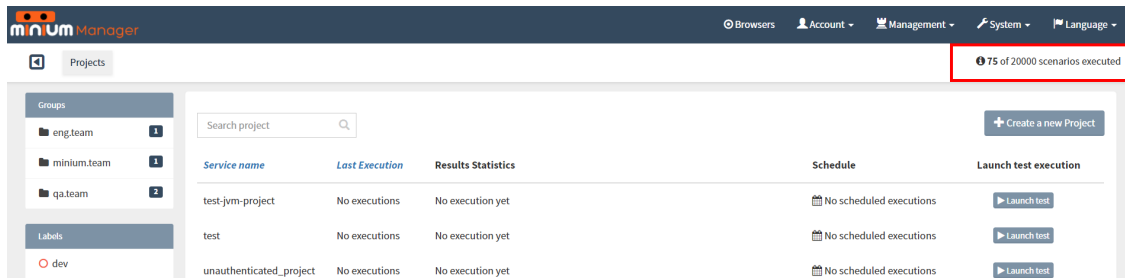 minium Manager
Browsers Account Management System Language
Projects
75 of 20000 scenarios executed
Groups
eng.team 1
minium.team 1
qa.team 2
Labels
dev
Search project
Create a new Project
Service name Last Execution Results Statistics Schedule Launch test execution
test-jvm-project No executions No execution yet No scheduled executions Launch test
test No executions No execution yet No scheduled executions Launch test
unauthenticated_project No executions No execution yet No scheduled executions Launch test